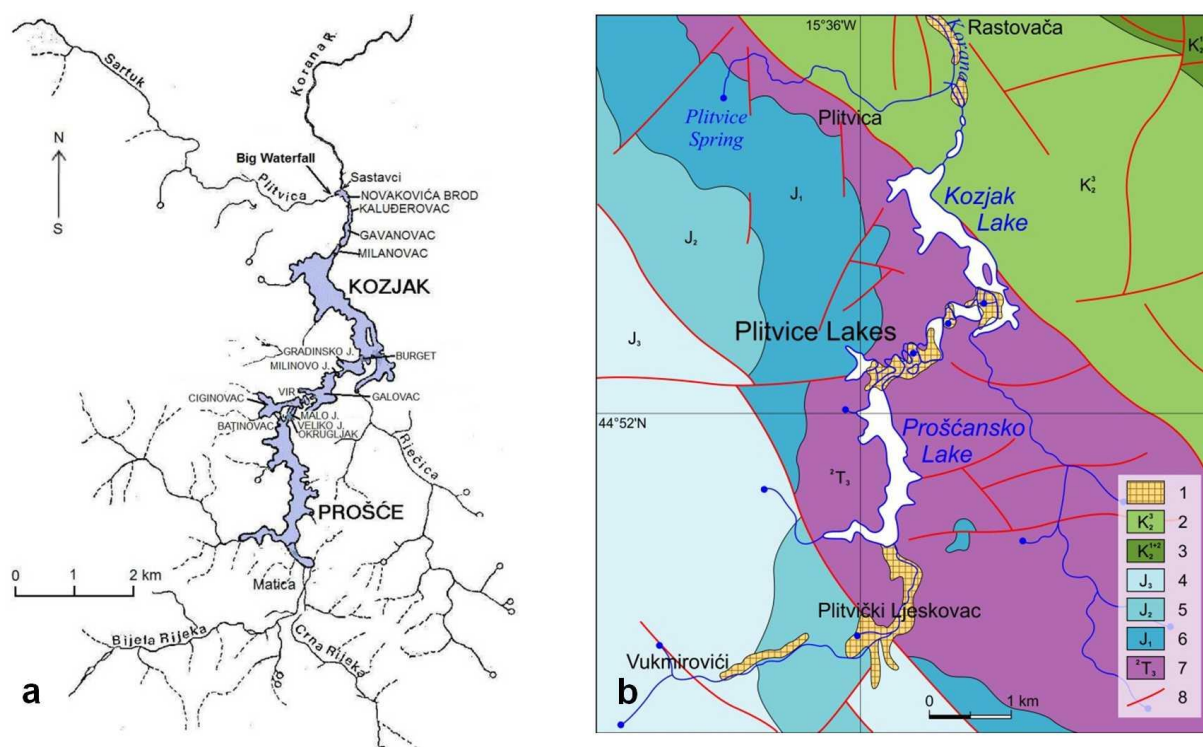 Sartuk
Korana R.
N
S
Big Waterfall
Plitvica
Sastavci
NOVAKOVIĆA BROD
KALUĐEROVAC
GAVANOVAC
MILANOVAC
KOZJAK
GRADINSKO J.
BURGET
MILINOVO J.
VIR
CIGINOVAC
GALOVAC
MALO J.
BATINOVAC
VELIKO J.
OKRUGLJAK
Rječica
PROŠĆE
0 1 2 km
Matica
Bijela Rijeka
Crna Rijeka
a
15°36'W
Rastovača
Korana
Plitvice
Spring
Plitvica
Kozjak
Lake
Plitvice Lakes
44°52'N
Prošćansko
Lake
Plitvički Ljeskovac
Vukmirovići
J₁
J₂
J₃
K₂³
²T₃
1
K₂³ 2
K₂¹⁺² 3
J₃ 4
J₂ 5
J₁ 6
²T₃ 7
8
0 1 km
b